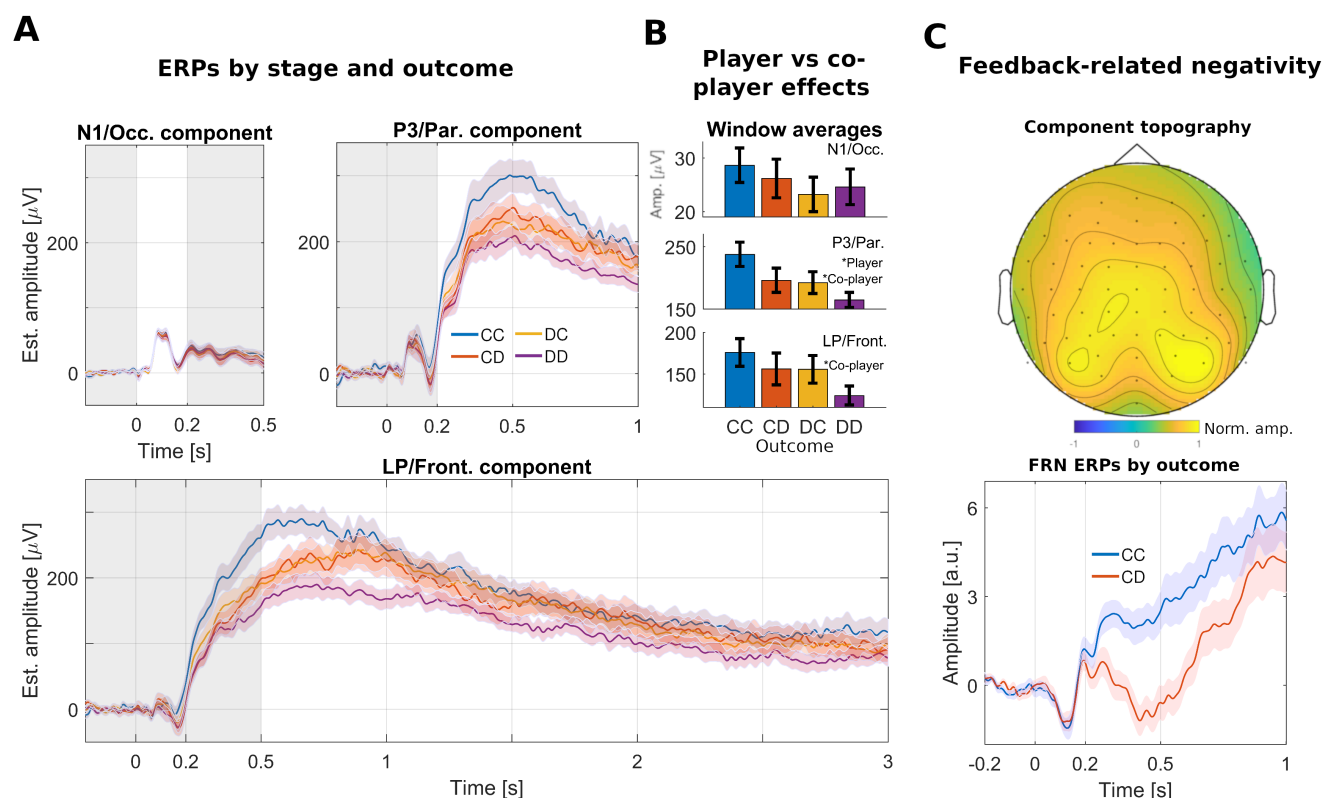 A
ERPs by stage and outcome
N1/Occ. component
Est. amplitude [μV]
200
0
0
0.2
0.5
Time [s]
P3/Par. component
200
0
CC
DC
CD
DD
0
0.2
0.5
1
LP/Front. component
Est. amplitude [μV]
200
0
0
0.2
0.5
1
2
3
Time [s]
B
Player vs co-
player effects
Window averages
Amp. [μV]
30
20
N1/Occ.
250
150
P3/Par.
*Player
*Co-player
200
150
LP/Front.
*Co-player
CC CD DC DD
Outcome
C
Feedback-related negativity
Component topography
-1
0
1
Norm. amp.
FRN ERPs by outcome
Amplitude [a.u.]
6
3
0
CC
CD
-0.2
0
0.2
0.5
1
Time [s]